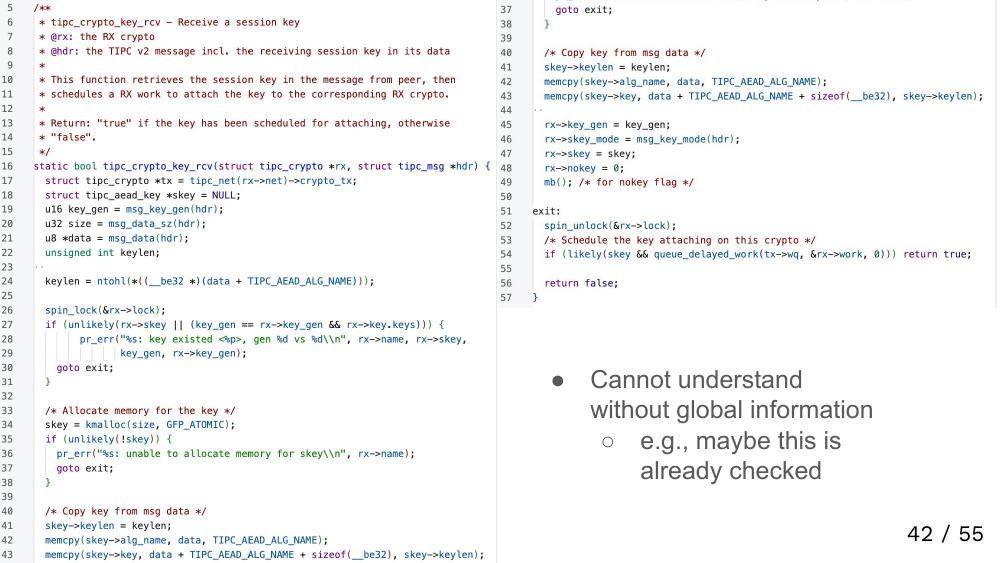 5 /**
6 * tipc_crypto_key_rcv - Receive a session key
7 * @rx: the RX crypto
8 * @hdr: the TIPC v2 message incl. the receiving session key in its data
9 *
10 * This function retrieves the session key in the message from peer, then
11 * schedules a RX work to attach the key to the corresponding RX crypto.
12 *
13 * Return: "true" if the key has been scheduled for attaching, otherwise
14 * "false".
15 */
16 static bool tipc_crypto_key_rcv(struct tipc_crypto *rx, struct tipc_msg *hdr) {
17 struct tipc_crypto *tx = tipc_net(rx->net)->crypto_tx;
18 struct tipc_aead_key *skey = NULL;
19 u16 key_gen = msg_key_gen(hdr);
20 u32 size = msg_data_sz(hdr);
21 u8 *data = msg_data(hdr);
22 unsigned int keylen;
23 ··
24 keylen = ntohl(*((__be32 *)(data + TIPC_AEAD_ALG_NAME)));
25
26 spin_lock(&rx->lock);
27 if (unlikely(rx->skey || (key_gen == rx->key_gen && rx->key.keys))) {
28 pr_err("%s: key existed <%p>, gen %d vs %d\\n", rx->name, rx->skey,
29 key_gen, rx->key_gen);
30 goto exit;
31 }
32
33 /* Allocate memory for the key */
34 skey = kmalloc(size, GFP_ATOMIC);
35 if (unlikely(!skey)) {
36 pr_err("%s: unable to allocate memory for skey\\n", rx->name);
37 goto exit;
38 }
39
40 /* Copy key from msg data */
41 skey->keylen = keylen;
42 memcpy(skey->alg_name, data, TIPC_AEAD_ALG_NAME);
43 memcpy(skey->key, data + TIPC_AEAD_ALG_NAME + sizeof(__be32), skey->keylen);
37 goto exit;
38 }
39
40 /* Copy key from msg data */
41 skey->keylen = keylen;
42 memcpy(skey->alg_name, data, TIPC_AEAD_ALG_NAME);
43 memcpy(skey->key, data + TIPC_AEAD_ALG_NAME + sizeof(__be32), skey->keylen);
44 ··
45 rx->key_gen = key_gen;
46 rx->skey_mode = msg_key_mode(hdr);
47 rx->skey = skey;
48 rx->nokey = 0;
49 mb(); /* for nokey flag */
50
51 exit:
52 spin_unlock(&rx->lock);
53 /* Schedule the key attaching on this crypto */
54 if (likely(skey && queue_delayed_work(tx->wq, &rx->work, 0))) return true;
55
56 return false;
57 }
● Cannot understand
without global information
○ e.g., maybe this is
already checked
42 / 55